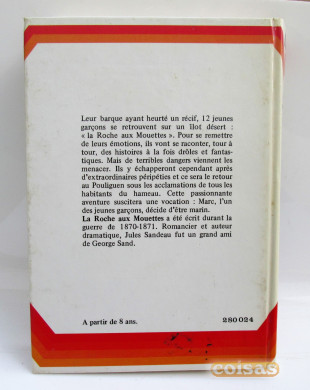 Leur barque ayant heurté un récif, 12 jeunes
garçons se retrouvent sur un îlot désert :
« la Roche aux Mouettes ». Pour se remettre
de leurs émotions, ils vont se raconter, tour à
tour, des histoires à la fois drôles et fantas-
tiques. Mais de terribles dangers viennent les
menacer. Ils y échapperont cependant après
d'extraordinaires péripéties et ce sera le retour
au Pouliguen sous les acclamations de tous les
habitants du hameau. Cette passionnante
aventure suscitera une vocation : Marc, l'un
des jeunes garçons, décide d'être marin.
La Roche aux Mouettes a été écrit durant la
guerre de 1870-1871. Romancier et auteur
dramatique, Jules Sandeau fut un grand ami
de George Sand.
A partir de 8 ans.
280024
coisas